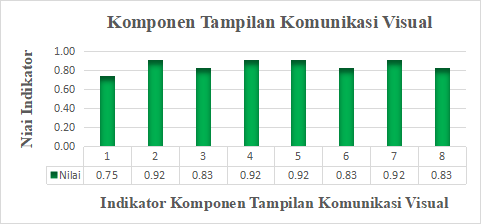 Komponen Tampilan Komunikasi Visual
Niai Indikator
1.00
0.80
0.60
0.40
0.20
0.00
1 2 3 4 5 6 7 8
Nilai 0.75 0.92 0.83 0.92 0.92 0.83 0.92 0.83
Indikator Komponen Tampilan Komunikasi Visual